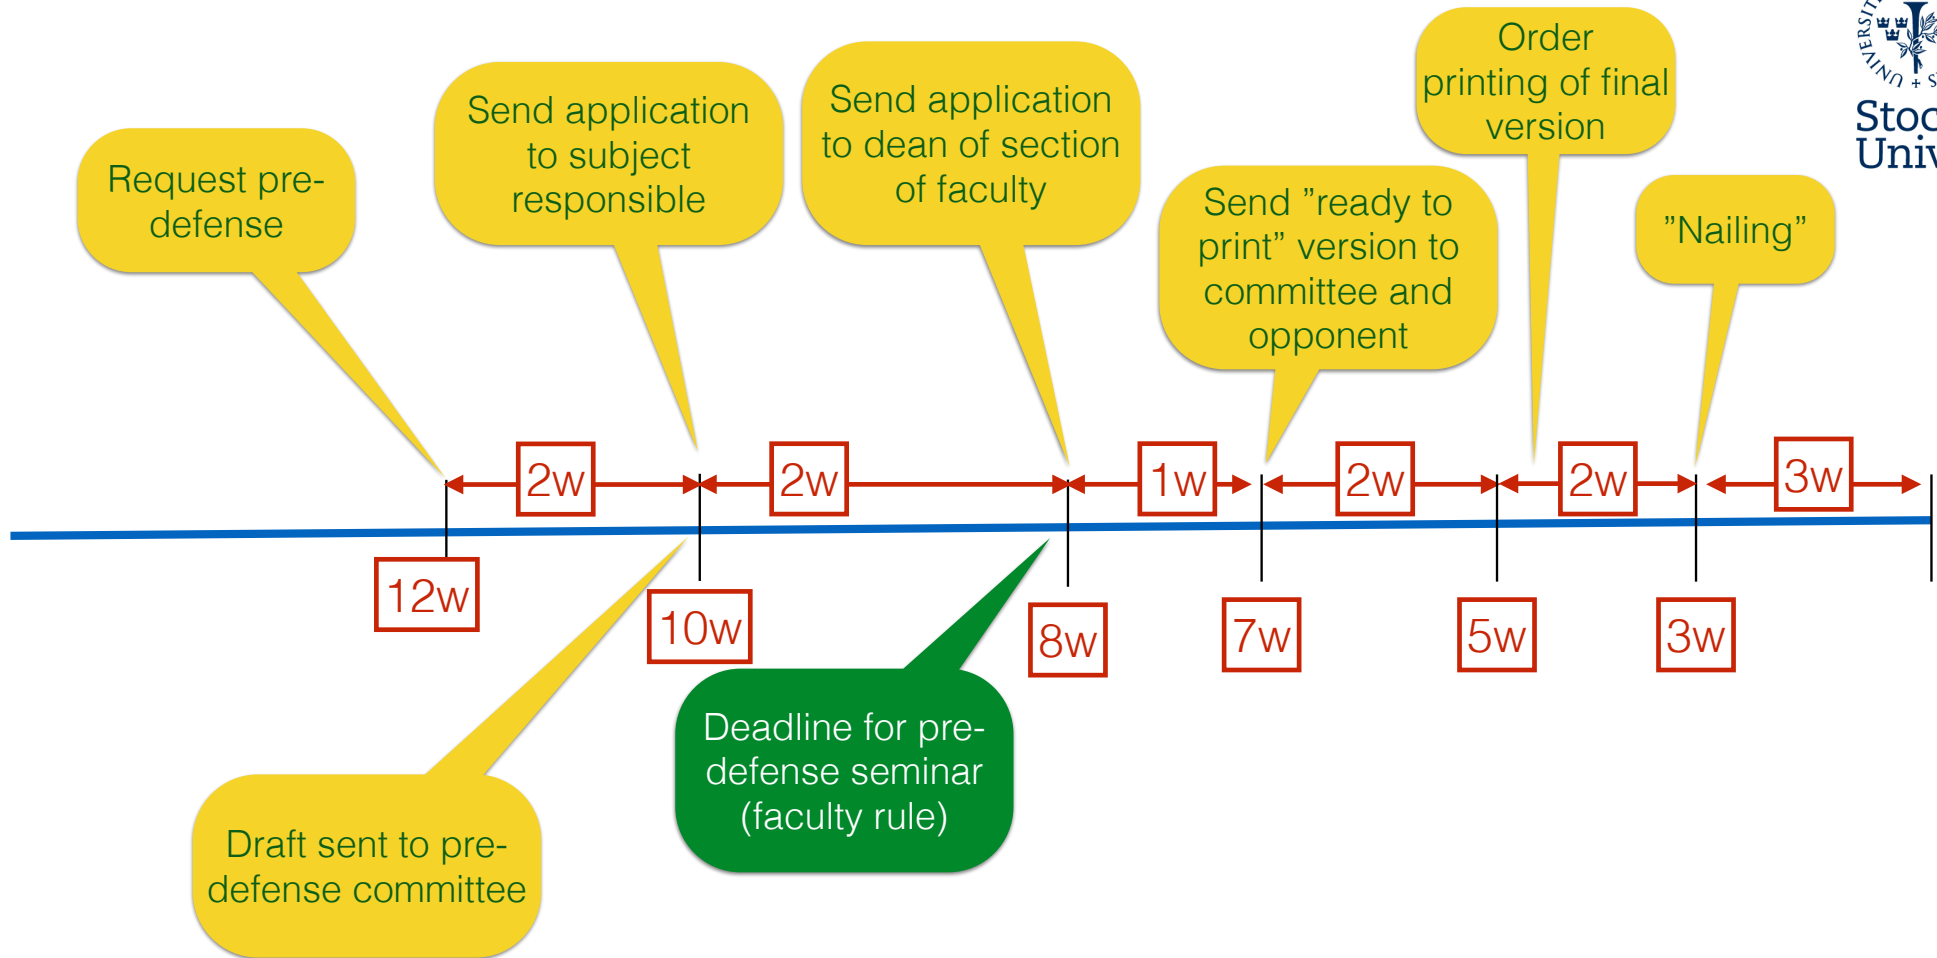 Order
printing of final
version
Send application
to subject
responsible
Send application
to dean of section
of faculty
Request pre-
defense
Send ”ready to
print” version to
committee and
opponent
”Nailing”
2w
2w
1w
2w
2w
3w
12w
10w
8w
7w
5w
3w
Deadline for pre-
defense seminar
(faculty rule)
Draft sent to pre-
defense committee